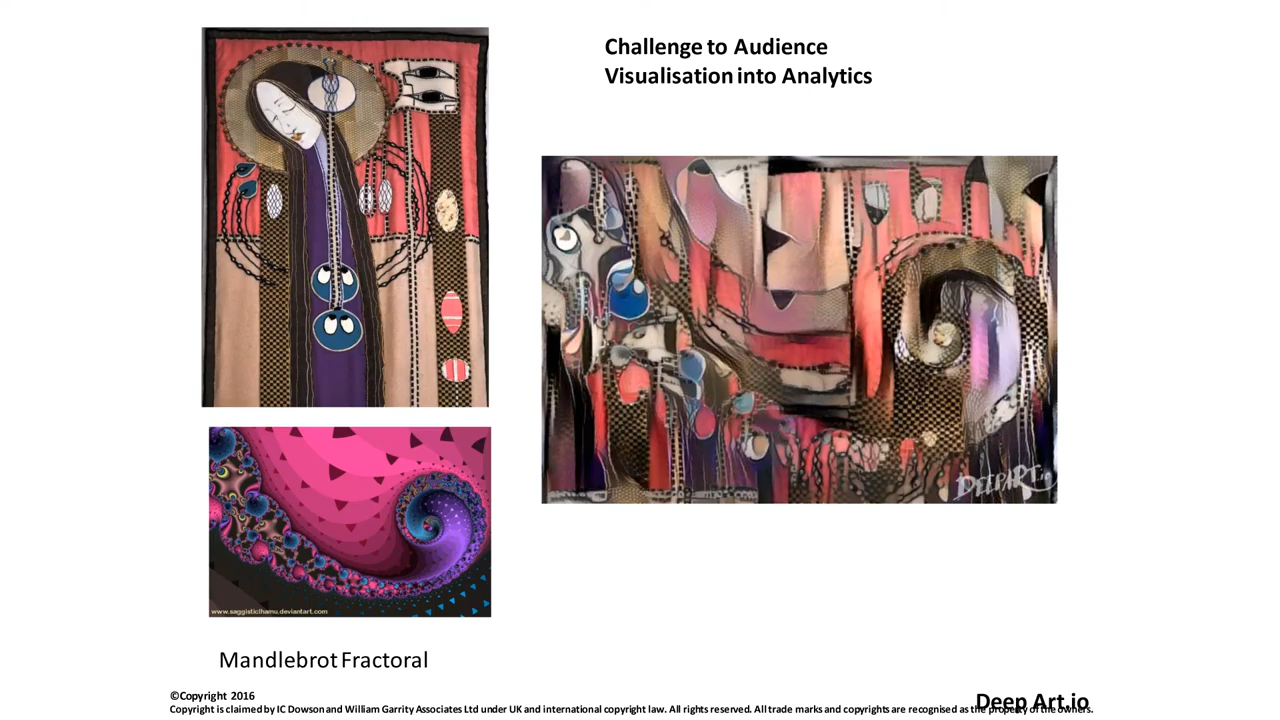 Challenge to Audience
Visualisation into Analytics
DEEPART.io
www.saggisticlhamu.deviantart.com
Mandlebrot Fractoral
©Copyright 2016
Deep Art.io
Copyright is claimed by IC Dowson and William Garrity Associates Ltd under UK and international copyright law. All rights reserved. All trade marks and copyrights are recognised as the property of the owners.